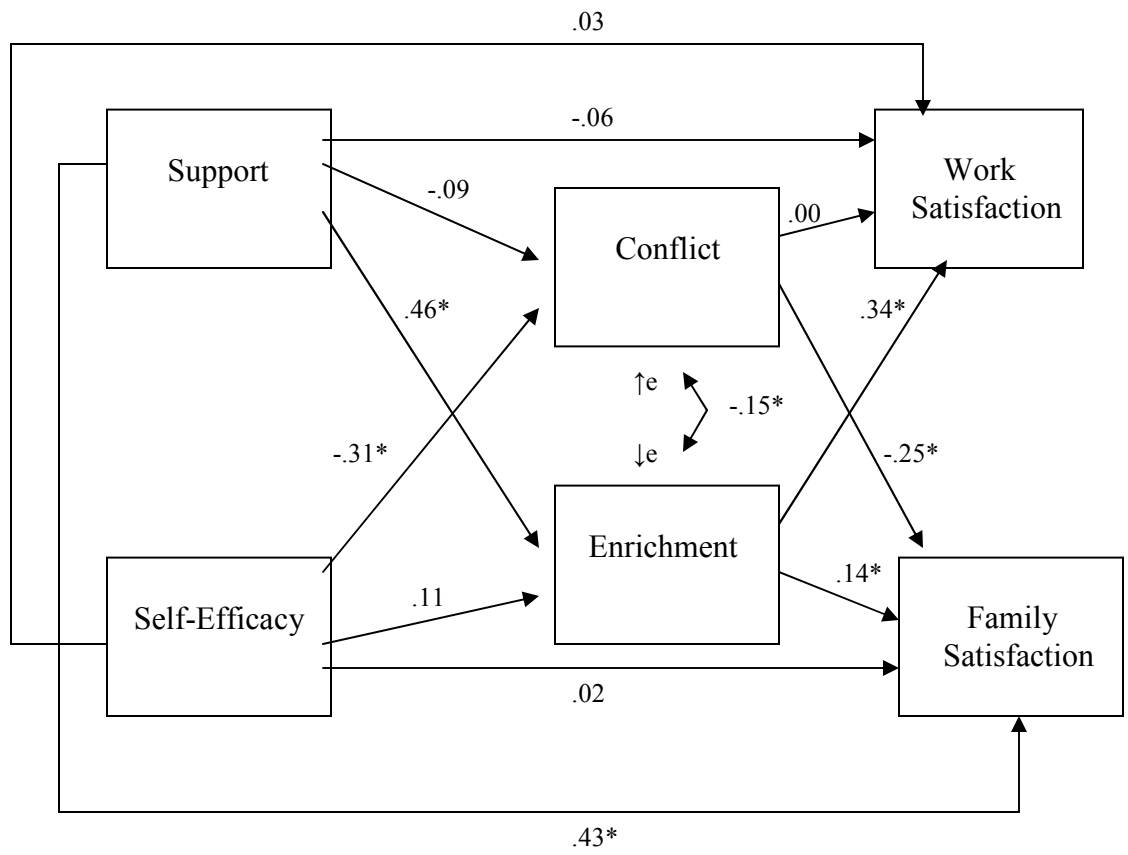 .03
-.06
Support
Work
Satisfaction
-.09
.00
Conflict
.46*
.34*
↑e
-.15*
-.31*
-.25*
↓e
Enrichment
.14*
.11
Self-Efficacy
Family
Satisfaction
.02
.43*